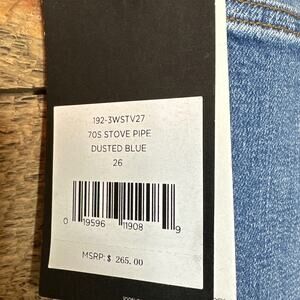 192-3WSTV27
70S STOVE PIPE
DUSTED BLUE
26
0 19596 11908 9
MSRP: $ 265.00